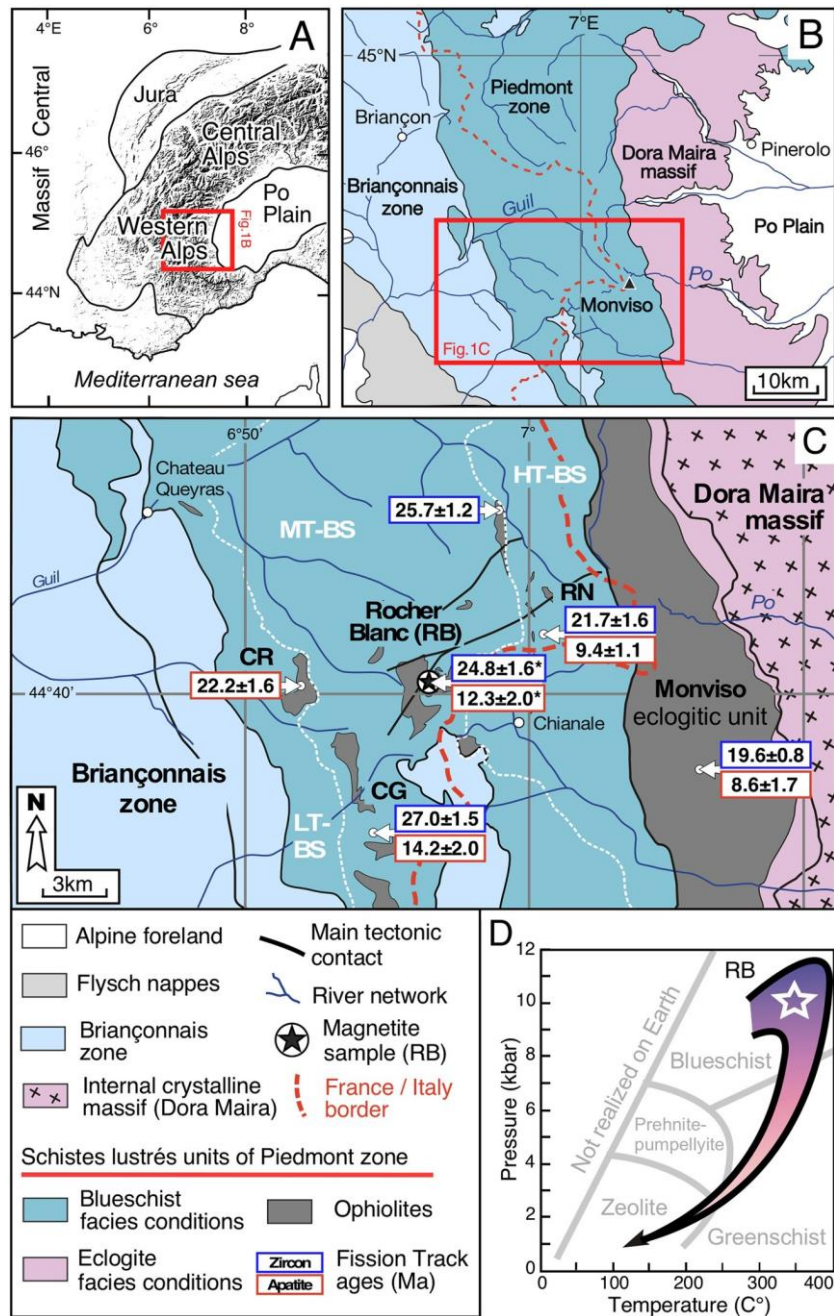 A
4°E
6°
8°
Jura
Massif Central
46°
Central
Alps
Po
Plain
Fig.1B
Western
Alps
44°N
Mediterranean sea
B
7°E
45°N
Piedmont
zone
Briançon
Dora Maira
massif
Pinerolo
Briançonnais
zone
Guil
Po Plain
Po
Monviso
Fig.1C
10km
C
6°50'
7°
Chateau
Queyras
HT-BS
Dora Maira
massif
MT-BS
25.7±1.2
Guil
RN
Po
Rocher
Blanc (RB)
21.7±1.6
9.4±1.1
CR
24.8±1.6*
22.2±1.6
12.3±2.0*
44°40'
Monviso
eclogitic unit
Chianale
19.6±0.8
8.6±1.7
Briançonnais
zone
CG
27.0±1.5
14.2±2.0
LT-
BS
N
3km
Alpine foreland
Flysch nappes
Briançonnais
zone
Internal crystalline
massif (Dora Maira)
Main tectonic
contact
River network
Magnetite
sample (RB)
France / Italy
border
Schistes lustrés units of Piedmont zone
Blueschist
facies conditions
Ophiolites
Eclogite
facies conditions
Zircon
Apatite
Fission Track
ages (Ma)
D
12
10
8
6
4
2
0
Pressure (kbar)
RB
Not realized on Earth
Blueschist
Prehnite-
pumpellyite
Zeolite
Greenschist
0 100 200 300 400
Temperature (C°)